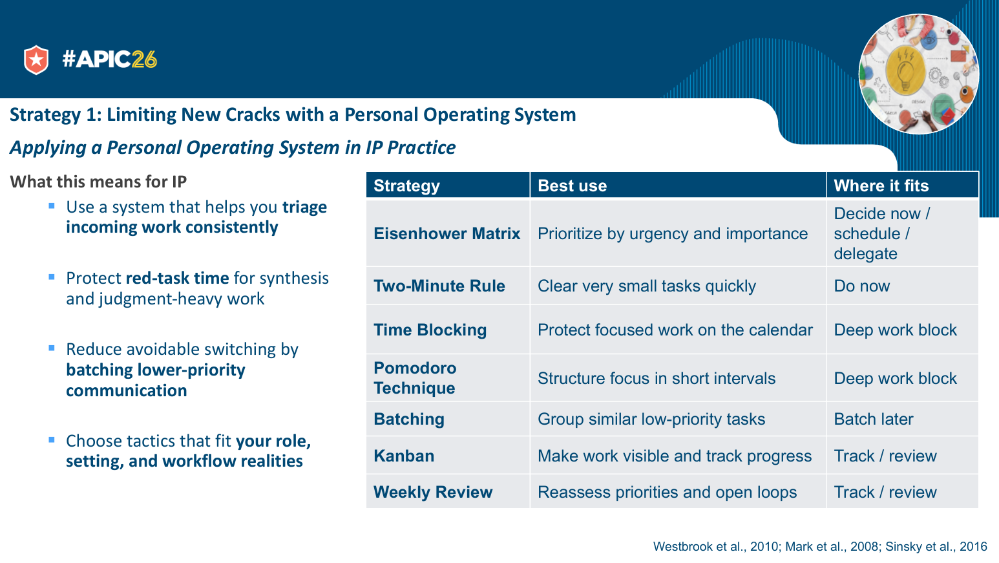 #APIC26
Strategy 1: Limiting New Cracks with a Personal Operating System
Applying a Personal Operating System in IP Practice
What this means for IP
Use a system that helps you triage
incoming work consistently
Protect red-task time for synthesis
and judgment-heavy work
Reduce avoidable switching by
batching lower-priority
communication
Choose tactics that fit your role,
setting, and workflow realities
Strategy Best use Where it fits
Eisenhower Matrix Prioritize by urgency and importance Decide now /
schedule /
delegate
Two-Minute Rule Clear very small tasks quickly Do now
Time Blocking Protect focused work on the calendar Deep work block
Pomodoro
Technique Structure focus in short intervals Deep work block
Batching Group similar low-priority tasks Batch later
Kanban Make work visible and track progress Track / review
Weekly Review Reassess priorities and open loops Track / review
Westbrook et al., 2010; Mark et al., 2008; Sinsky et al., 2016